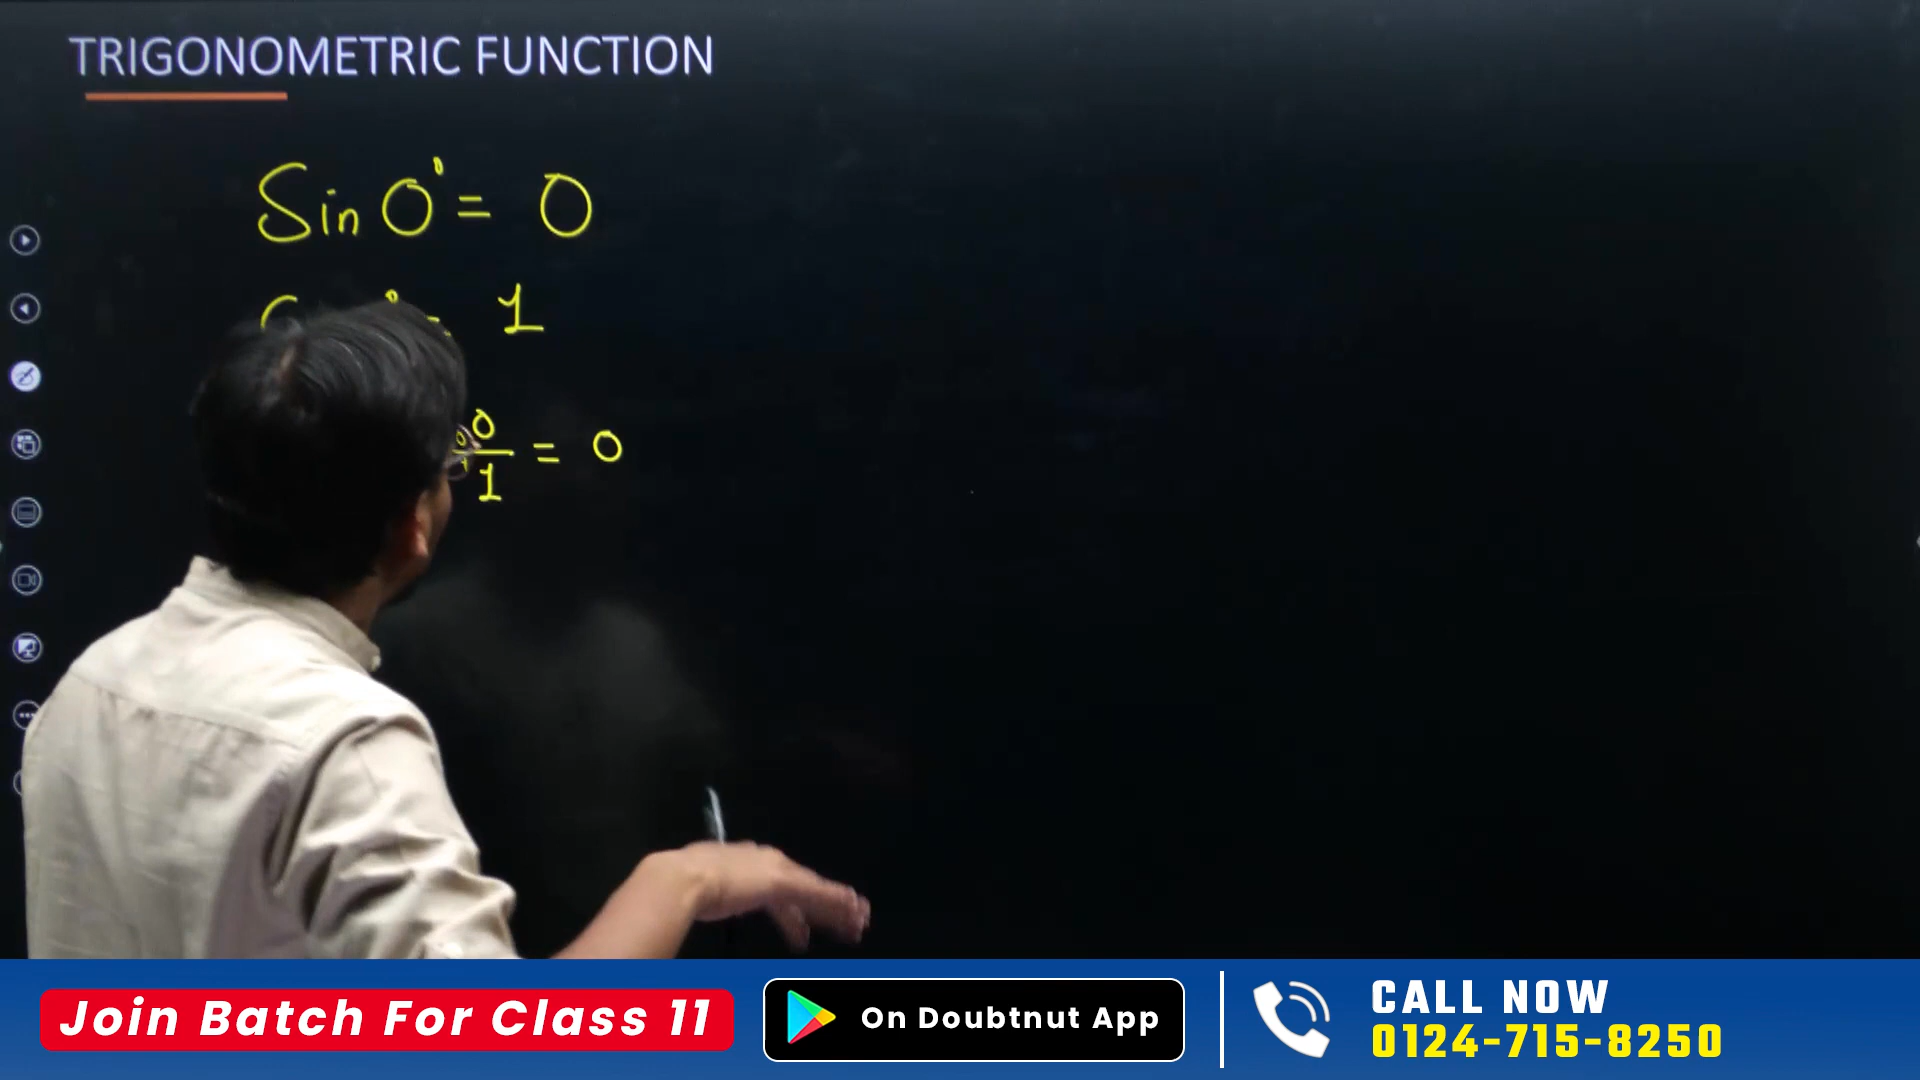 TRIGONOMETRIC FUNCTION
Sin 0° = 0
= 1
0/1 = 0
Join Batch For Class 11
On Doubtnut App
CALL NOW
0124-715-8250